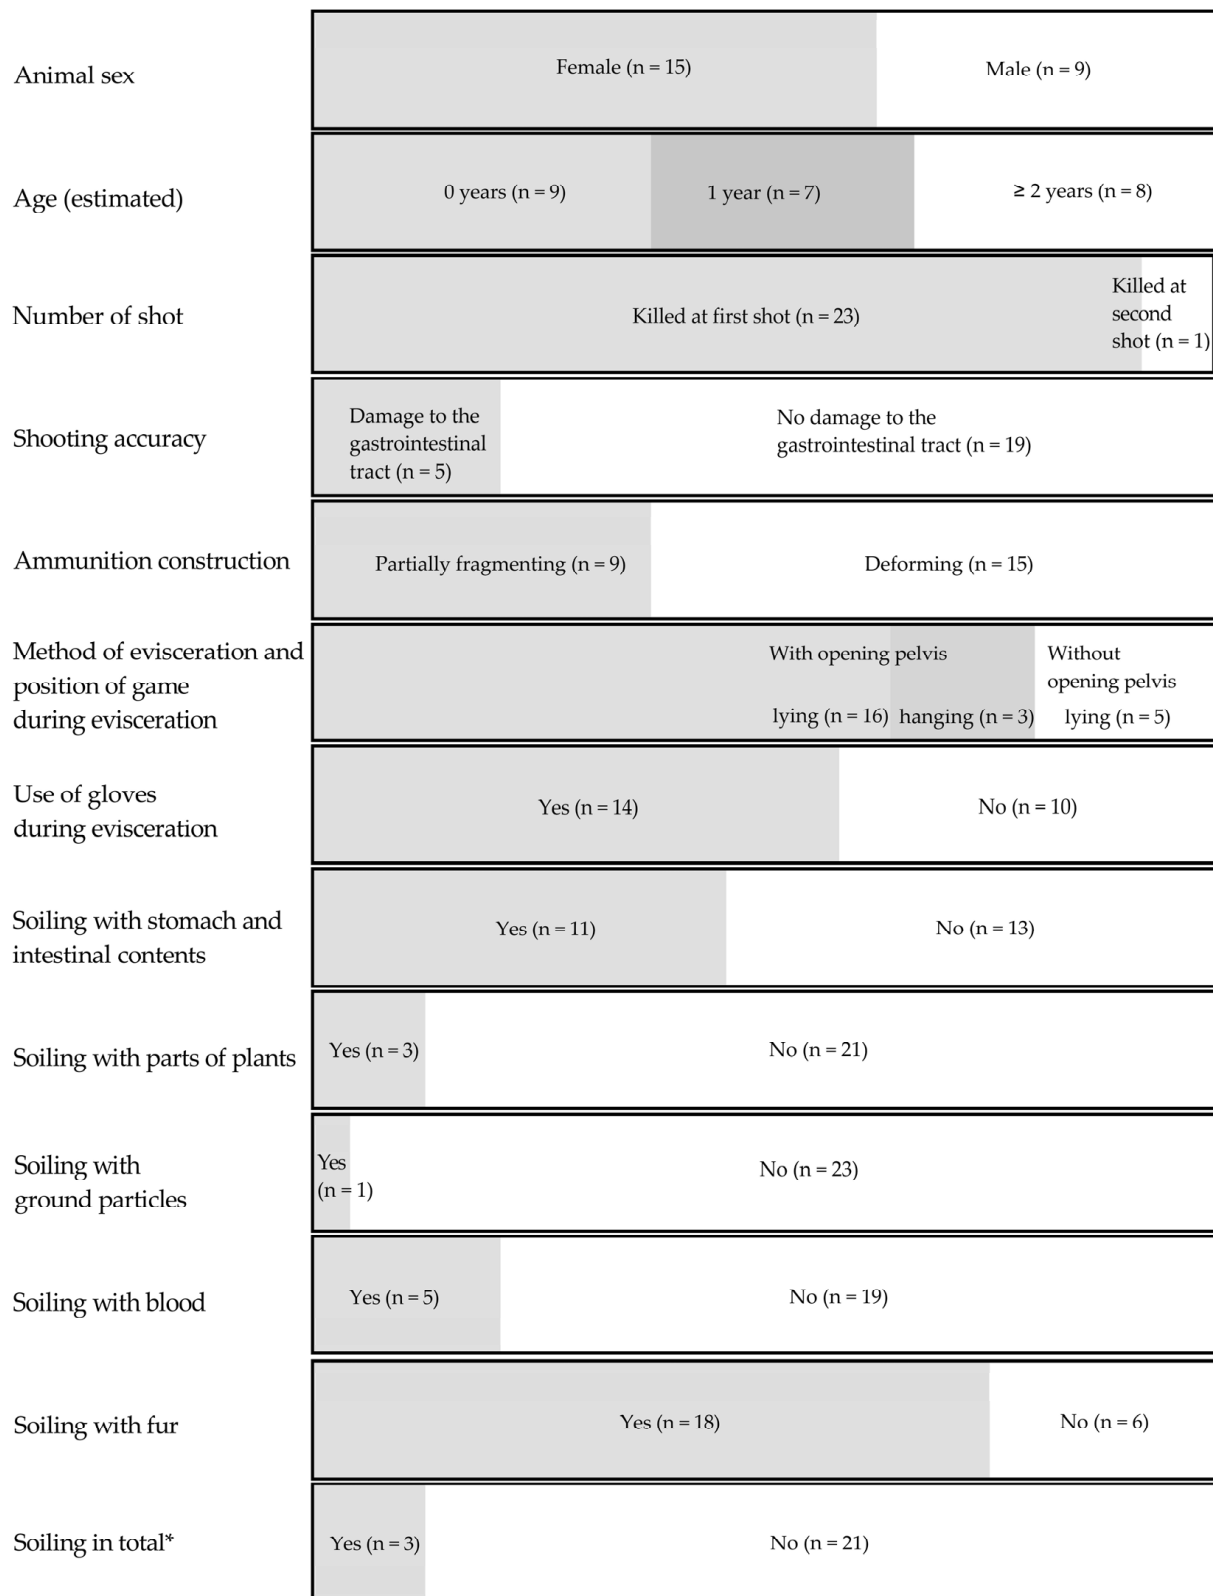 Animal sex
Female (n = 15)
Male (n = 9)
Age (estimated)
0 years (n = 9)
1 year (n = 7)
≥ 2 years (n = 8)
Number of shot
Killed at first shot (n = 23)
Killed at
second
shot (n = 1)
Shooting accuracy
Damage to the
gastrointestinal
tract (n = 5)
No damage to the
gastrointestinal tract (n = 19)
Ammunition construction
Partially fragmenting (n = 9)
Deforming (n = 15)
Method of evisceration and
position of game
during evisceration
With opening pelvis
lying (n = 16)
hanging (n = 3)
Without
opening pelvis
lying (n = 5)
Use of gloves
during evisceration
Yes (n = 14)
No (n = 10)
Soiling with stomach and
intestinal contents
Yes (n = 11)
No (n = 13)
Soiling with parts of plants
Yes (n = 3)
No (n = 21)
Soiling with
ground particles
Yes
(n = 1)
No (n = 23)
Soiling with blood
Yes (n = 5)
No (n = 19)
Soiling with fur
Yes (n = 18)
No (n = 6)
Soiling in total*
Yes (n = 3)
No (n = 21)